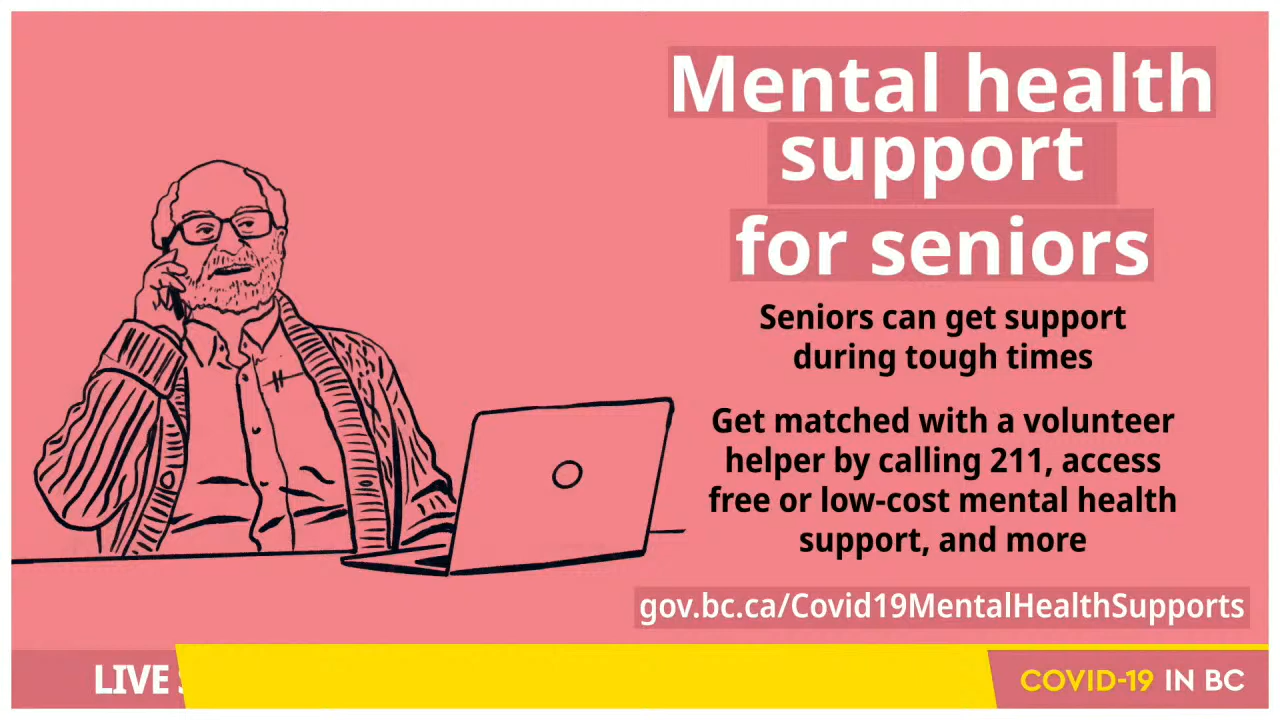 Mental health
support
for seniors
Seniors can get support
during tough times
Get matched with a volunteer
helper by calling 211, access
free or low-cost mental health
support, and more
gov.bc.ca/Covid19MentalHealthSupports
LIVE
COVID-19 IN BC